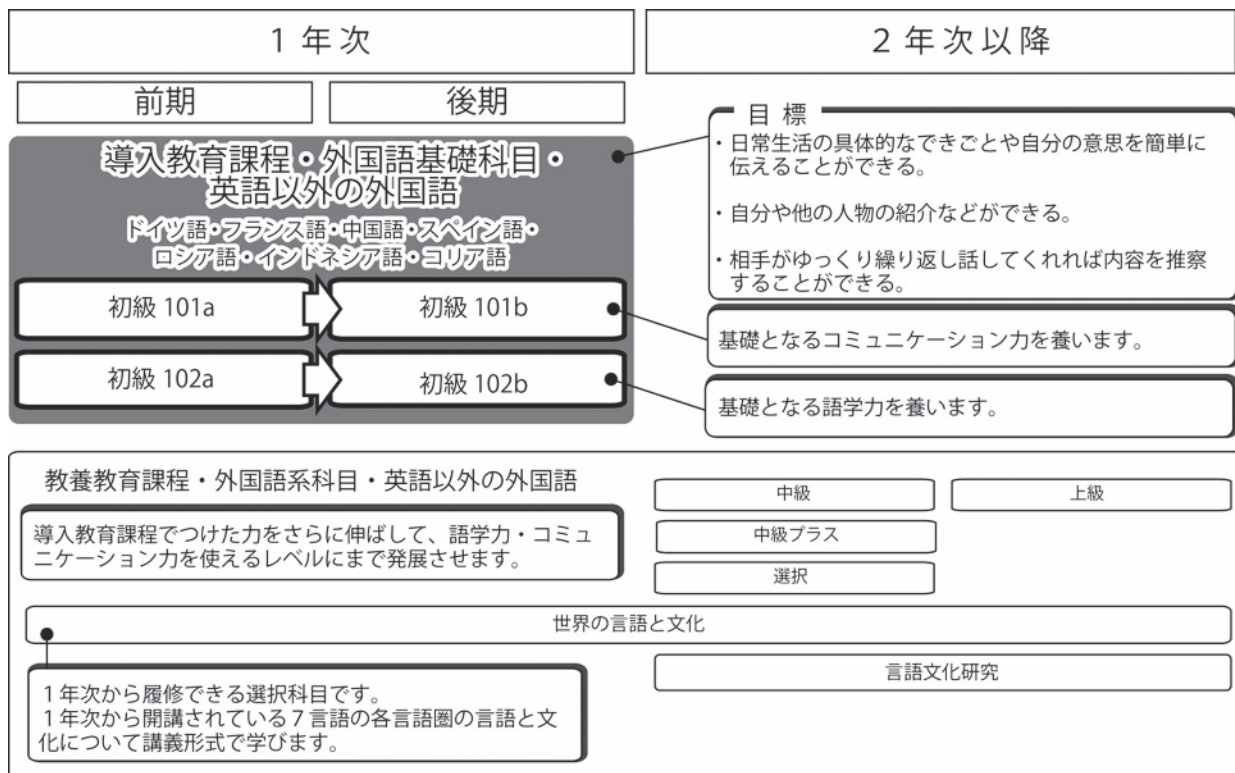 1年次
2年次以降
前期
後期
導入教育課程・外国語基礎科目・
英語以外の外国語
ドイツ語・フランス語・中国語・スペイン語・
ロシア語・インドネシア語・コリア語
初級 101a
初級 101b
初級 102a
初級 102b
目標
・日常生活の具体的なできごとや自分の意思を簡単に
伝えることができる。
・自分や他の人物の紹介などができる。
・相手がゆっくり繰り返し話してくれれば内容を推察
することができる。
基礎となるコミュニケーション力を養います。
基礎となる語学力を養います。
教養教育課程・外国語系科目・英語以外の外国語
導入教育課程でつけた力をさらに伸ばして、語学力・コミュ
ニケーション力を使えるレベルにまで発展させます。
中級
上級
中級プラス
選択
世界の言語と文化
1年次から履修できる選択科目です。
1年次から開講されている7言語の各言語圏の言語と文
化について講義形式で学びます。
言語文化研究